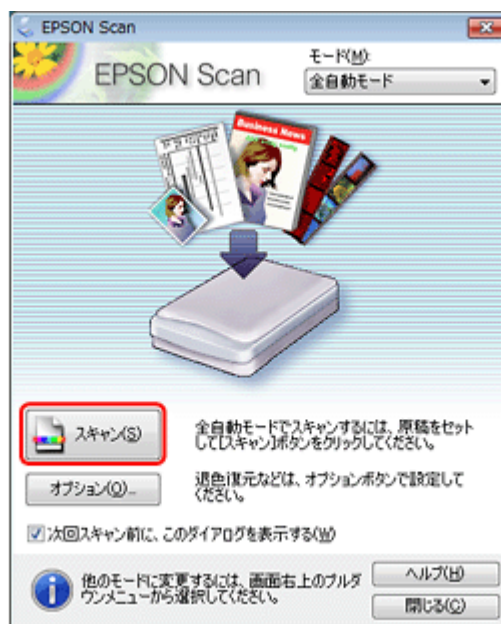 EPSON Scan
EPSON Scan
モード(M):
全自動モード
Business News
スキャン(S)
全自動モードでスキャンするには、原稿をセット
して[スキャン]ボタンをクリックしてください。
オプション(O)...
退色復元などは、オプションボタンで設定して
ください。
次回スキャン前に、このダイアログを表示する(W)
他のモードに変更するには、画面右上のプルダ
ウンメニューから選択してください。
ヘルプ(H)
閉じる(C)